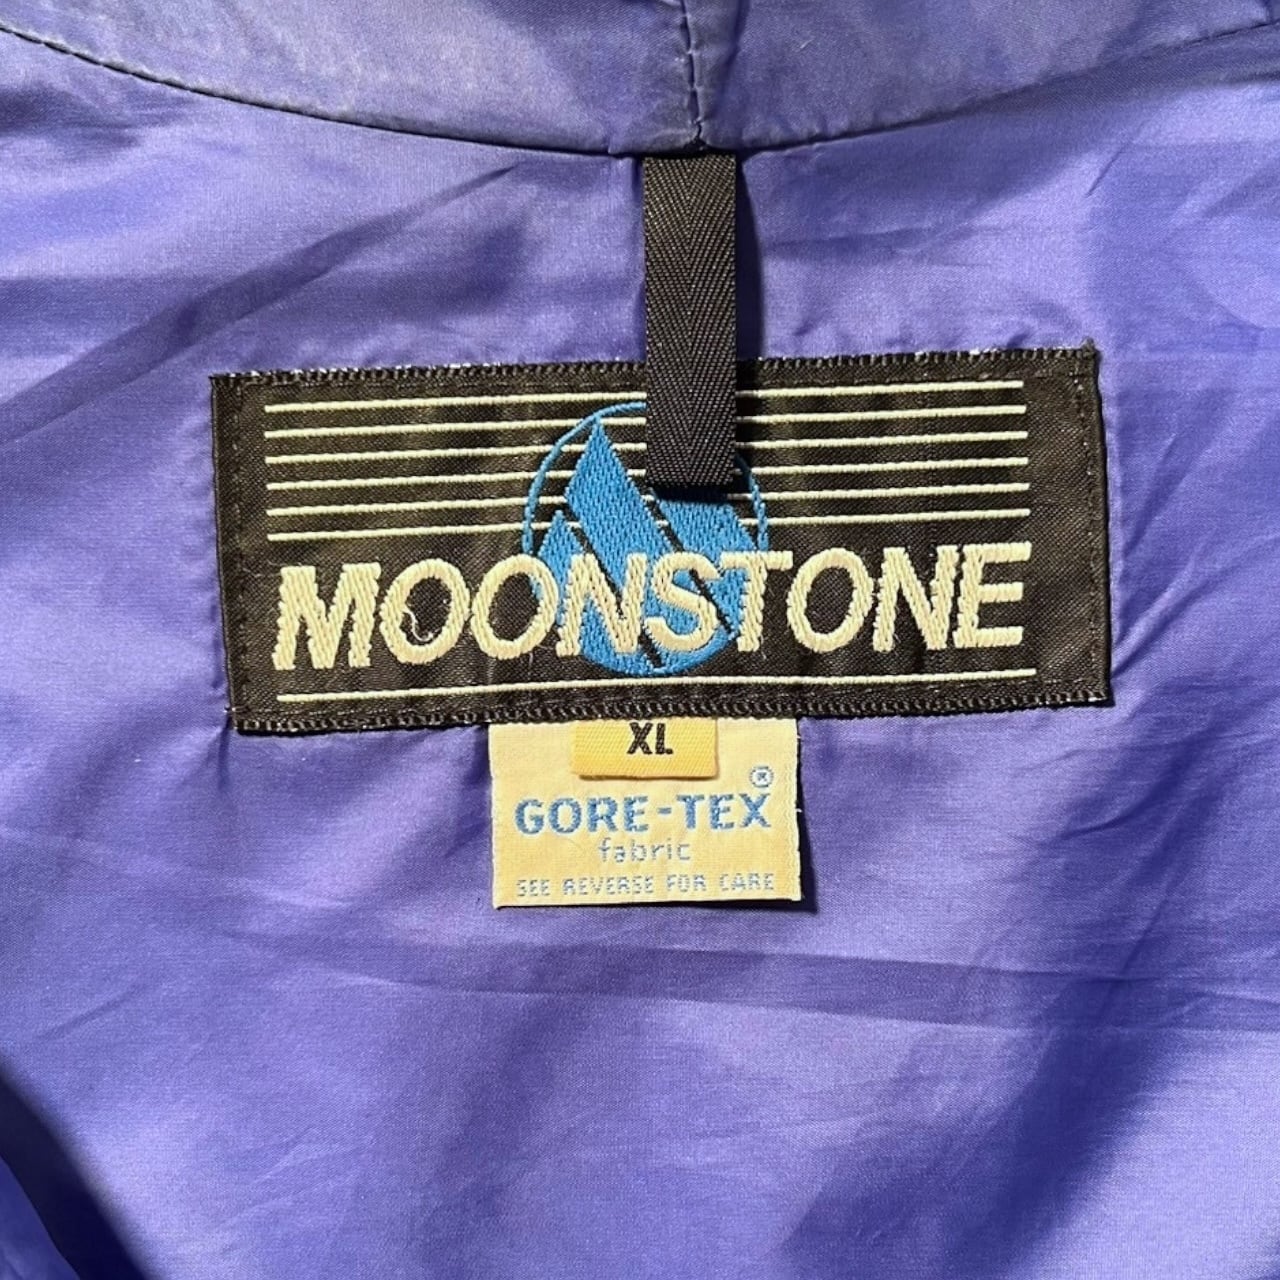 MOONSTONE
XL
GORE-TEX®
fabric
SEE REVERSE FOR CARE